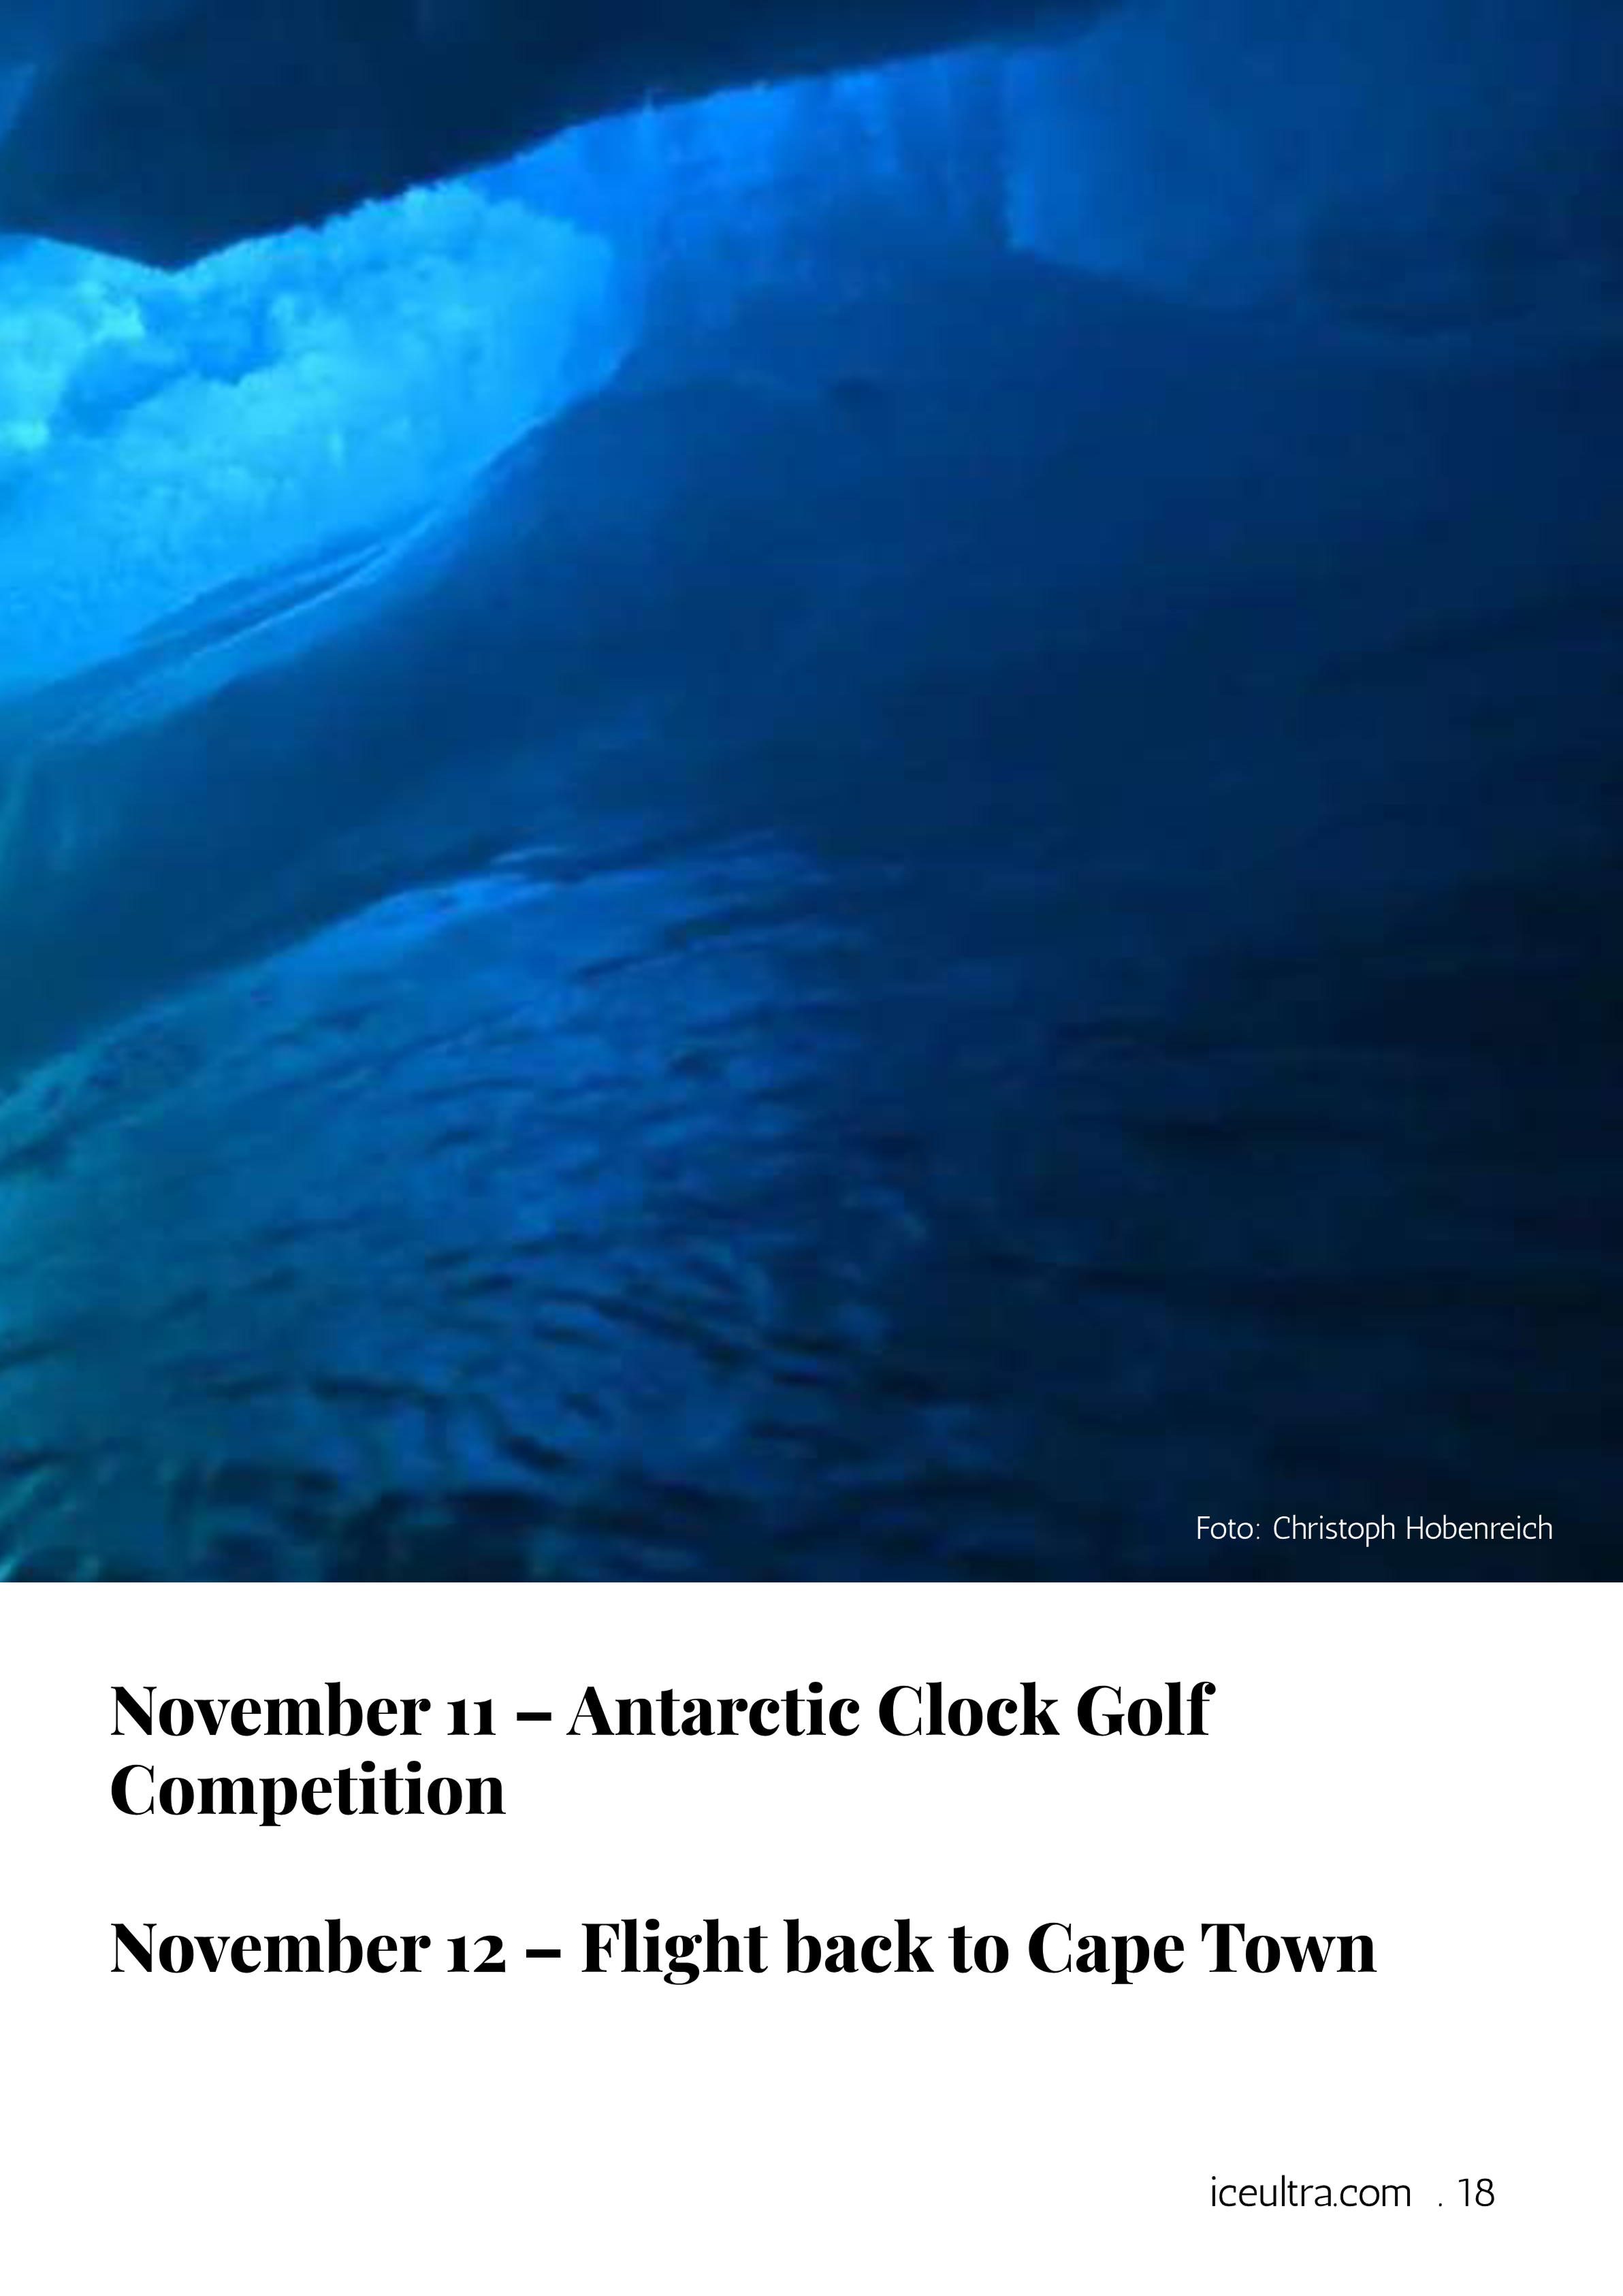 Foto: Christoph Hobenreich
November 11 – Antarctic Clock Golf
Competition
November 12 – Flight back to Cape Town
iceultra.com . 18